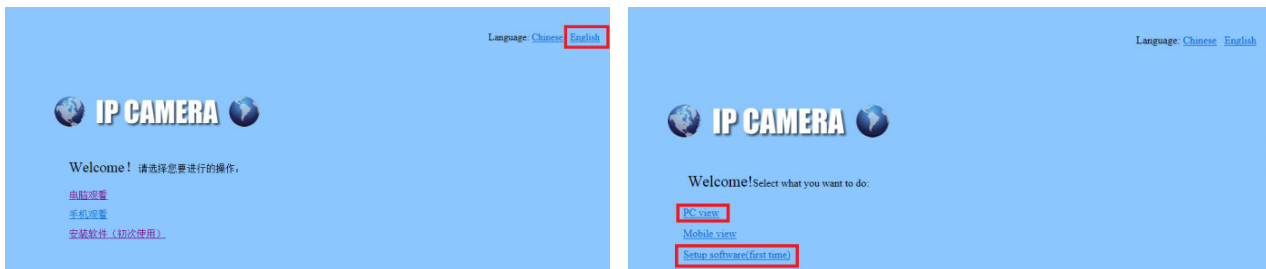 Language: Chinese English
IP CAMERA
Welcome! 请选择您要进行的操作:
电脑观看
手机观看
安装软件（初次使用）
Language: Chinese English
IP CAMERA
Welcome!Select what you want to do:
PC view
Mobile view
Setup software(first time)